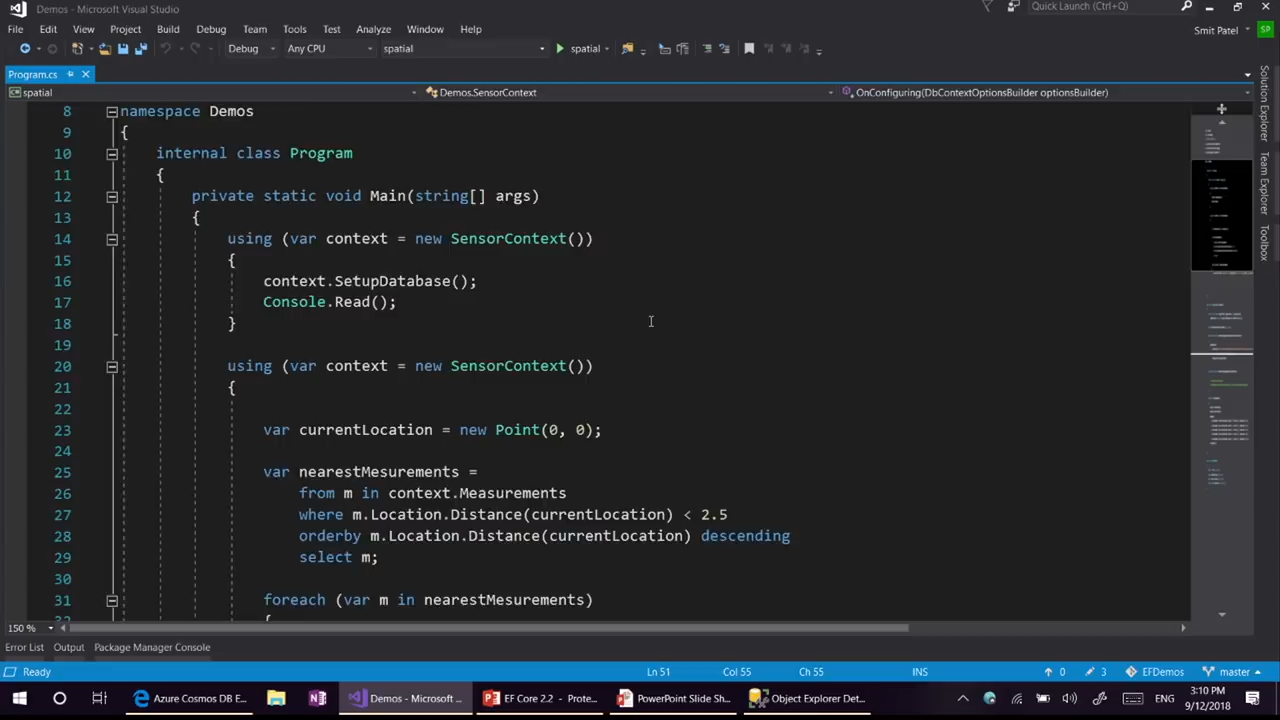 Demos - Microsoft Visual Studio
Quick Launch (Ctrl+Q)
File Edit View Project Build Debug Team Tools Test Analyze Window Help
Smit Patel SP
Debug Any CPU spatial spatial
Program.cs
spatial Demos.SensorContext OnConfiguring(DbContextOptionsBuilder optionsBuilder)
8 namespace Demos
9 {
10 internal class Program
11 {
12 private static void Main(string[] args)
13 {
14 using (var context = new SensorContext())
15 {
16 context.SetupDatabase();
17 Console.Read();
18 }
19
20 using (var context = new SensorContext())
21 {
22
23 var currentLocation = new Point(0, 0);
24
25 var nearestMesurements =
26 from m in context.Measurements
27 where m.Location.Distance(currentLocation) < 2.5
28 orderby m.Location.Distance(currentLocation) descending
29 select m;
30
31 foreach (var m in nearestMesurements)
32 {
Solution Explorer
Team Explorer
Toolbox
150 %
Error List Output Package Manager Console
Ready Ln 51 Col 55 Ch 55 INS 0 3 EFDemos master
Azure Cosmos DB E... Demos - Microsoft ... EF Core 2.2 - Prote... PowerPoint Slide Sh... Object Explorer Det... ENG 3:10 PM
9/12/2018